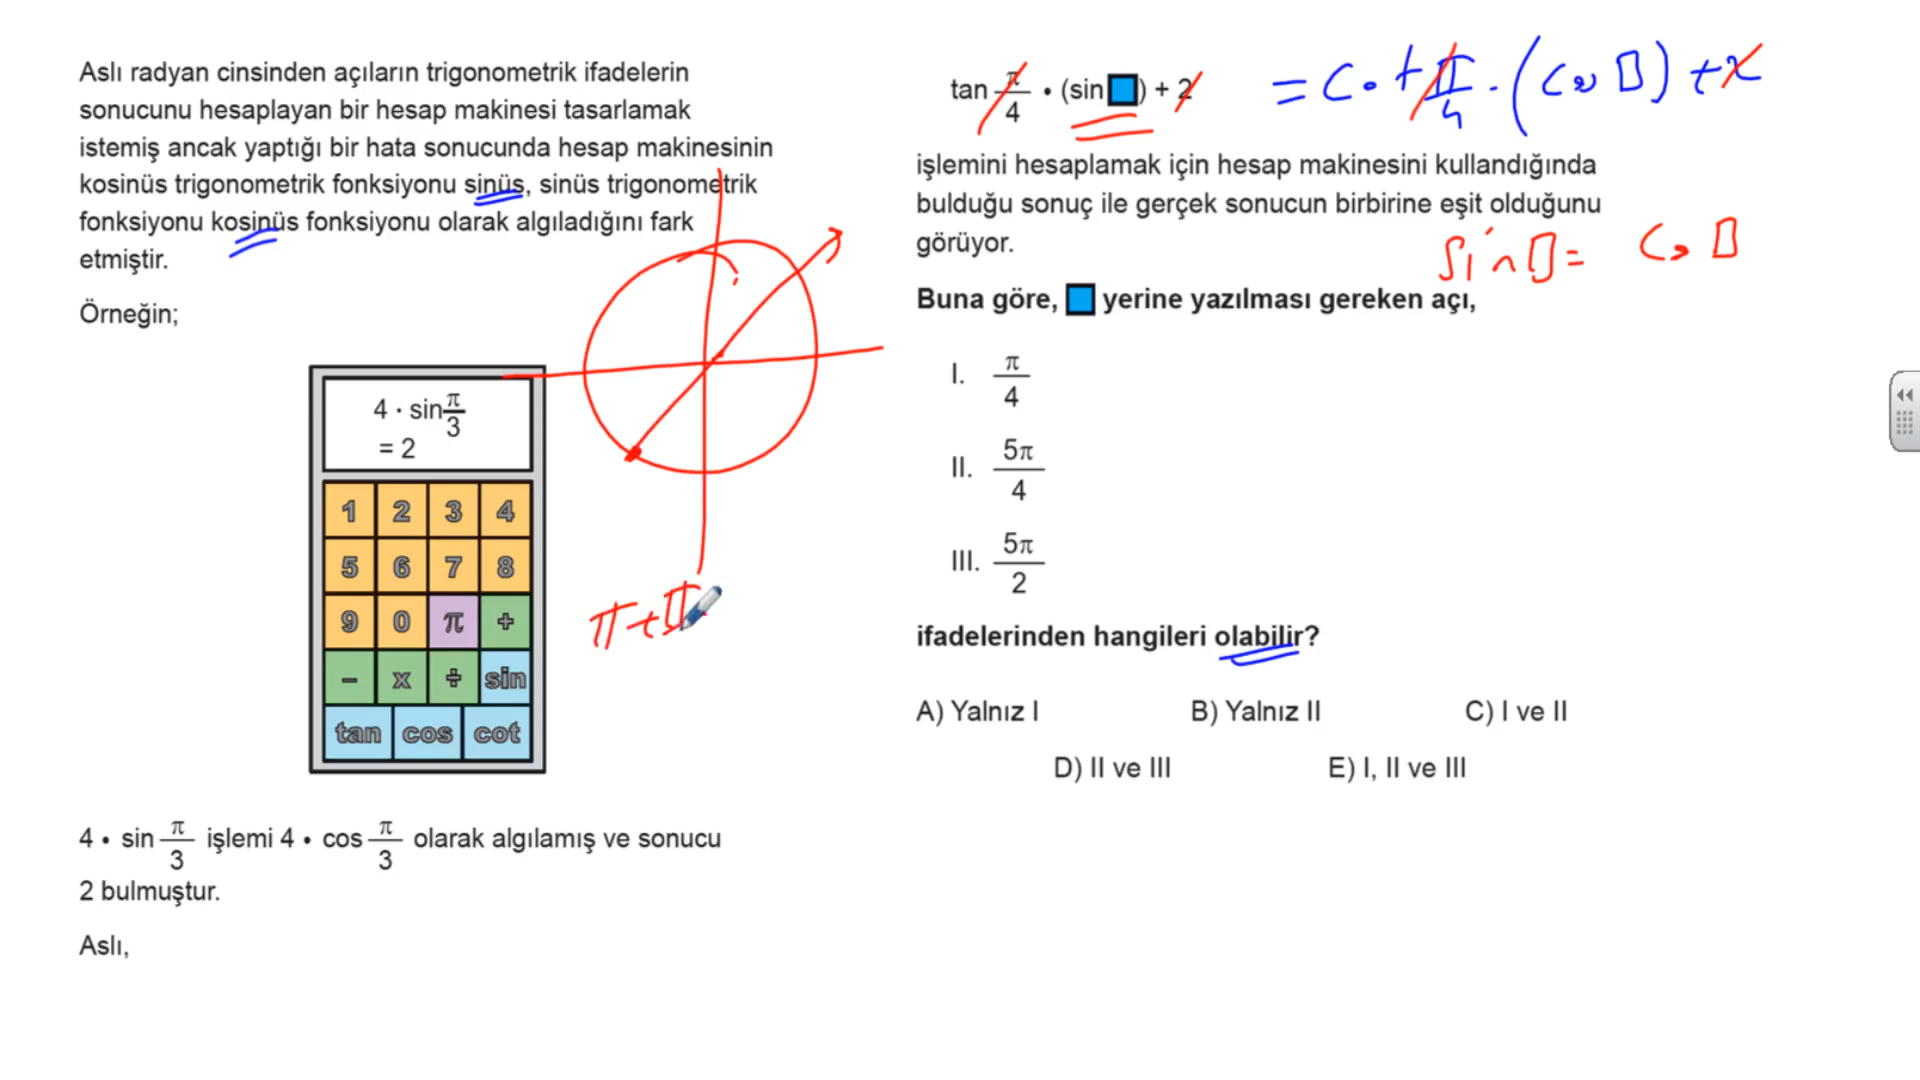 Aslı radyan cinsinden açıların trigonometrik ifadelerin
sonucunu hesaplayan bir hesap makinesi tasarlamak
istemiş ancak yaptığı bir hata sonucunda hesap makinesinin
kosinüs trigonometrik fonksiyonu sinüs, sinüs trigonometrik
fonksiyonu kosinüs fonksiyonu olarak algıladığını fark
etmiştir.
Örneğin;
4 · sin π/3
= 2
1 2 3 4
5 6 7 8
9 0 π +
− x ÷ sin
tan cos cot
π+π
4 • sin π/3 işlemi 4 • cos π/3 olarak algılamış ve sonucu
2 bulmuştur.
Aslı,
tan π/4 • (sin ■) + 2 = Cot π/4 · (Cos □) + 2
işlemini hesaplamak için hesap makinesini kullandığında
bulduğu sonuç ile gerçek sonucun birbirine eşit olduğunu
görüyor.
Sin □ = Cos □
Buna göre, ■ yerine yazılması gereken açı,
I. π/4
II. 5π/4
III. 5π/2
ifadelerinden hangileri olabilir?
A) Yalnız I B) Yalnız II C) I ve II
D) II ve III E) I, II ve III